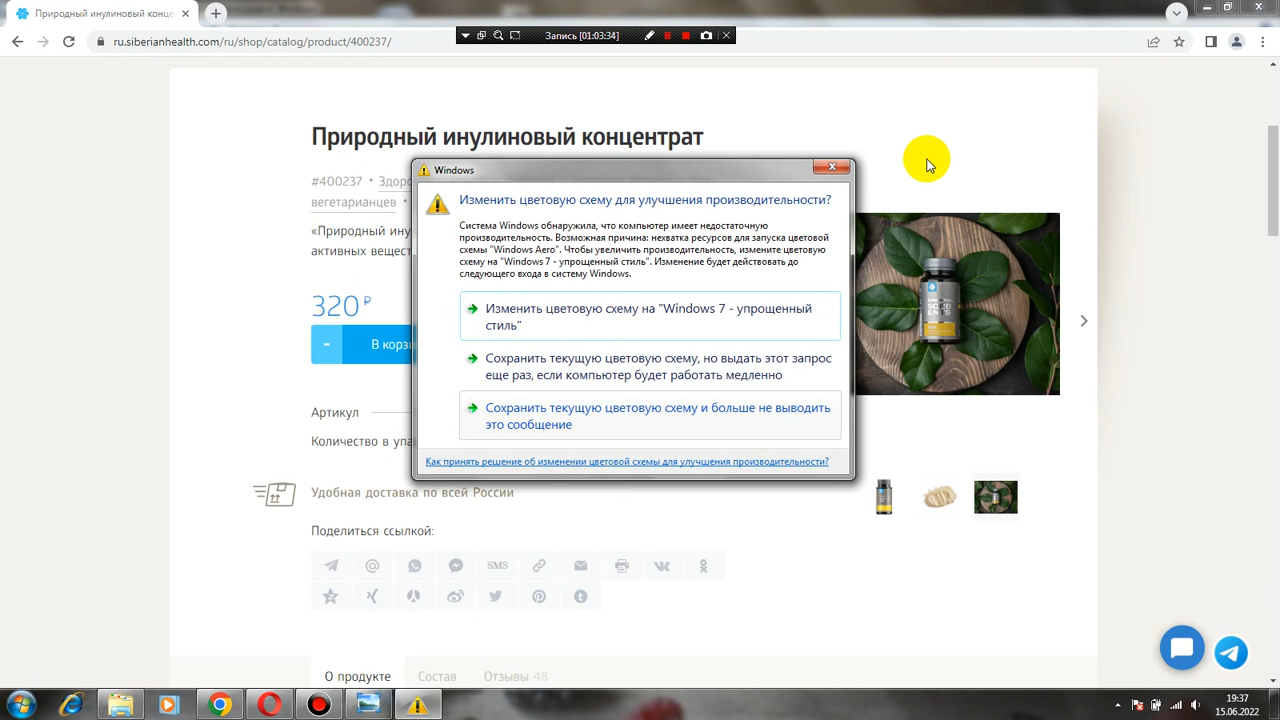 Природный инулиновый конце
ru.siberianhealth.com/ru/shop/catalog/product/400237/
Запись [01:03:34]
Природный инулиновый концентрат
#400237 • Здоро
вегетарианцев •
«Природный ину
активных вещест
320 ₽
- В корзи
Артикул
Количество в упа
Удобная доставка по всей России
Поделиться ссылкой:
SMS
О продукте Состав Отзывы 48
Windows
Изменить цветовую схему для улучшения производительности?
Система Windows обнаружила, что компьютер имеет недостаточную
производительность. Возможная причина: нехватка ресурсов для запуска цветовой
схемы "Windows Aero". Чтобы увеличить производительность, измените цветовую
схему на "Windows 7 - упрощенный стиль". Изменение будет действовать до
следующего входа в систему Windows.
Изменить цветовую схему на "Windows 7 - упрощенный
стиль"
Сохранить текущую цветовую схему, но выдать этот запрос
еще раз, если компьютер будет работать медленно
Сохранить текущую цветовую схему и больше не выводить
это сообщение
Как принять решение об изменении цветовой схемы для улучшения производительности?
19:37
15.06.2022